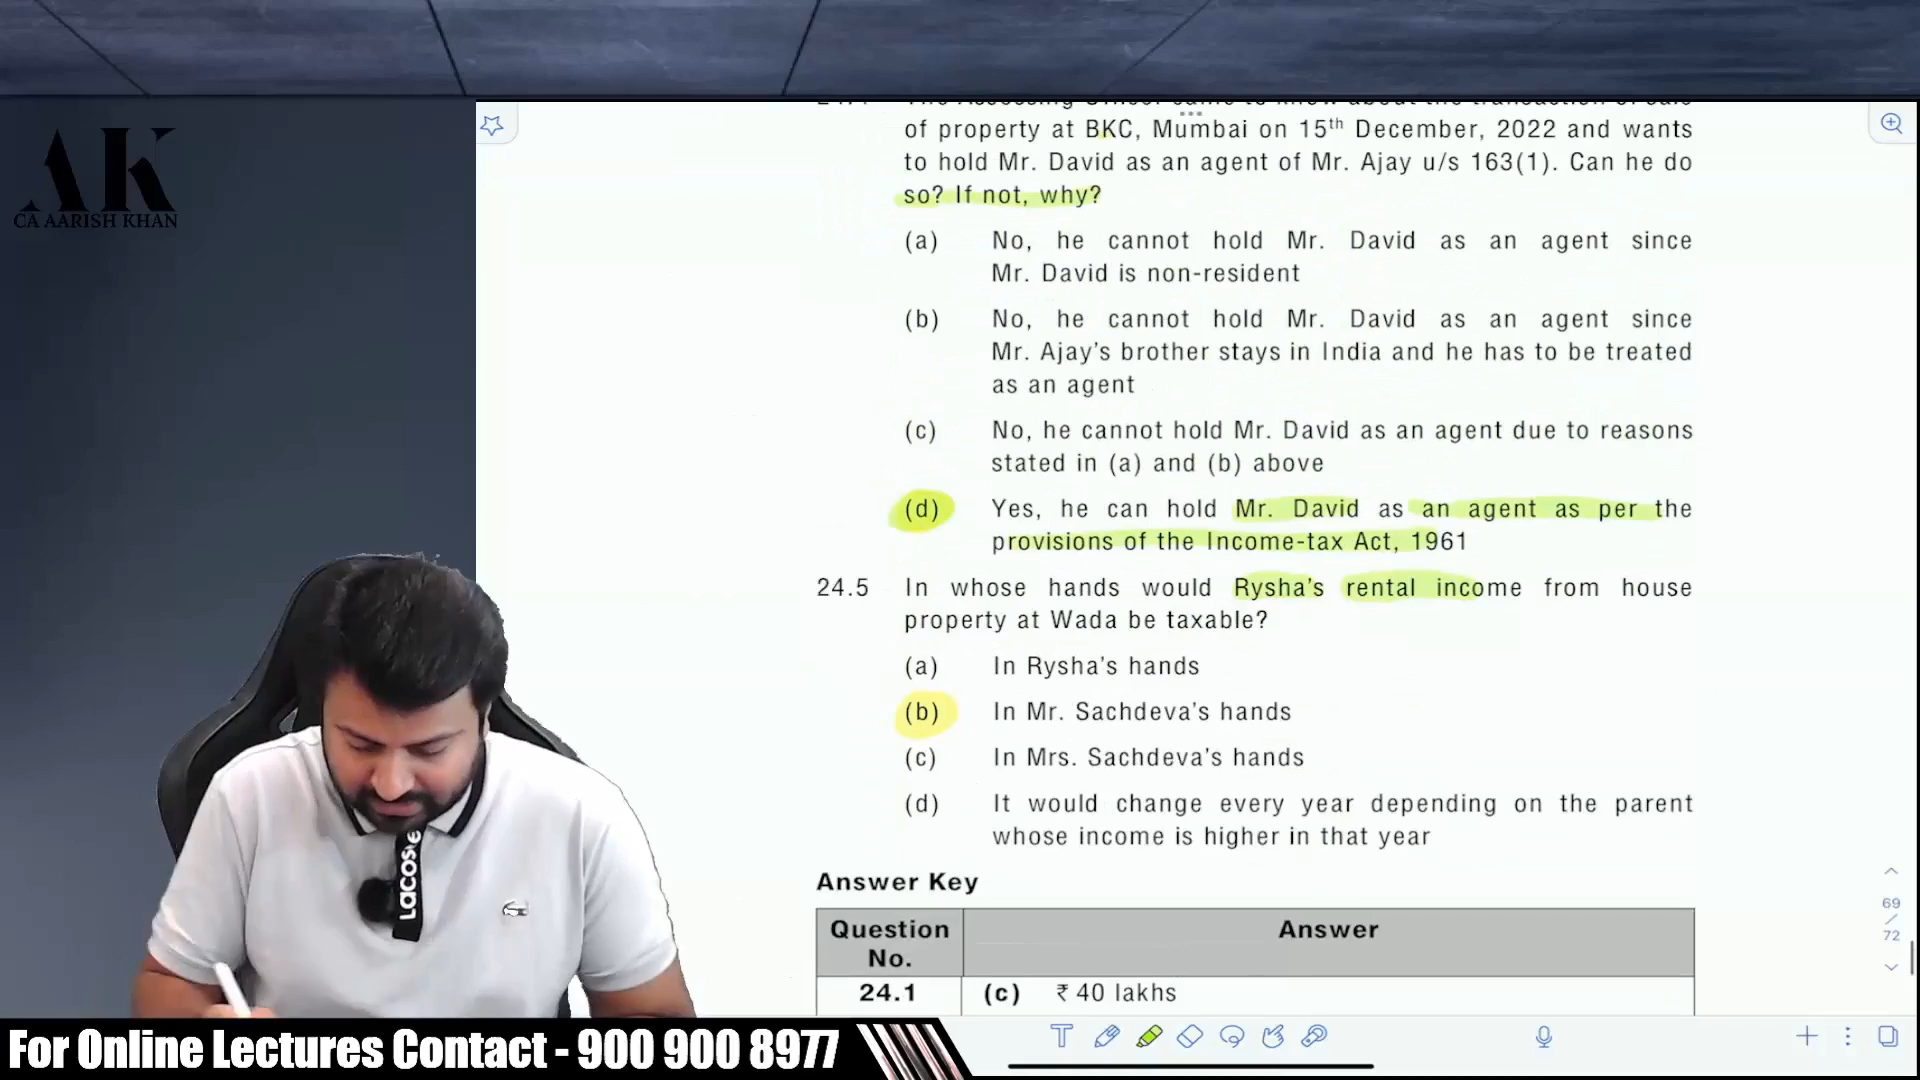 AK
CA AARISH KHAN
of property at BKC, Mumbai on 15th December, 2022 and wants
to hold Mr. David as an agent of Mr. Ajay u/s 163(1). Can he do
so? If not, why?
(a) No, he cannot hold Mr. David as an agent since
Mr. David is non-resident
(b) No, he cannot hold Mr. David as an agent since
Mr. Ajay's brother stays in India and he has to be treated
as an agent
(c) No, he cannot hold Mr. David as an agent due to reasons
stated in (a) and (b) above
(d) Yes, he can hold Mr. David as an agent as per the
provisions of the Income-tax Act, 1961
24.5 In whose hands would Rysha's rental income from house
property at Wada be taxable?
(a) In Rysha's hands
(b) In Mr. Sachdeva's hands
(c) In Mrs. Sachdeva's hands
(d) It would change every year depending on the parent
whose income is higher in that year
Answer Key
Question No. Answer
24.1 (c) ₹ 40 lakhs
69
/
72
LACOSTE
For Online Lectures Contact - 900 900 8977